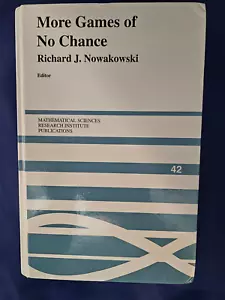 More Games of
No Chance
Richard J. Nowakowski
Editor
MATHEMATICAL SCIENCES
RESEARCH INSTITUTE
PUBLICATIONS
42